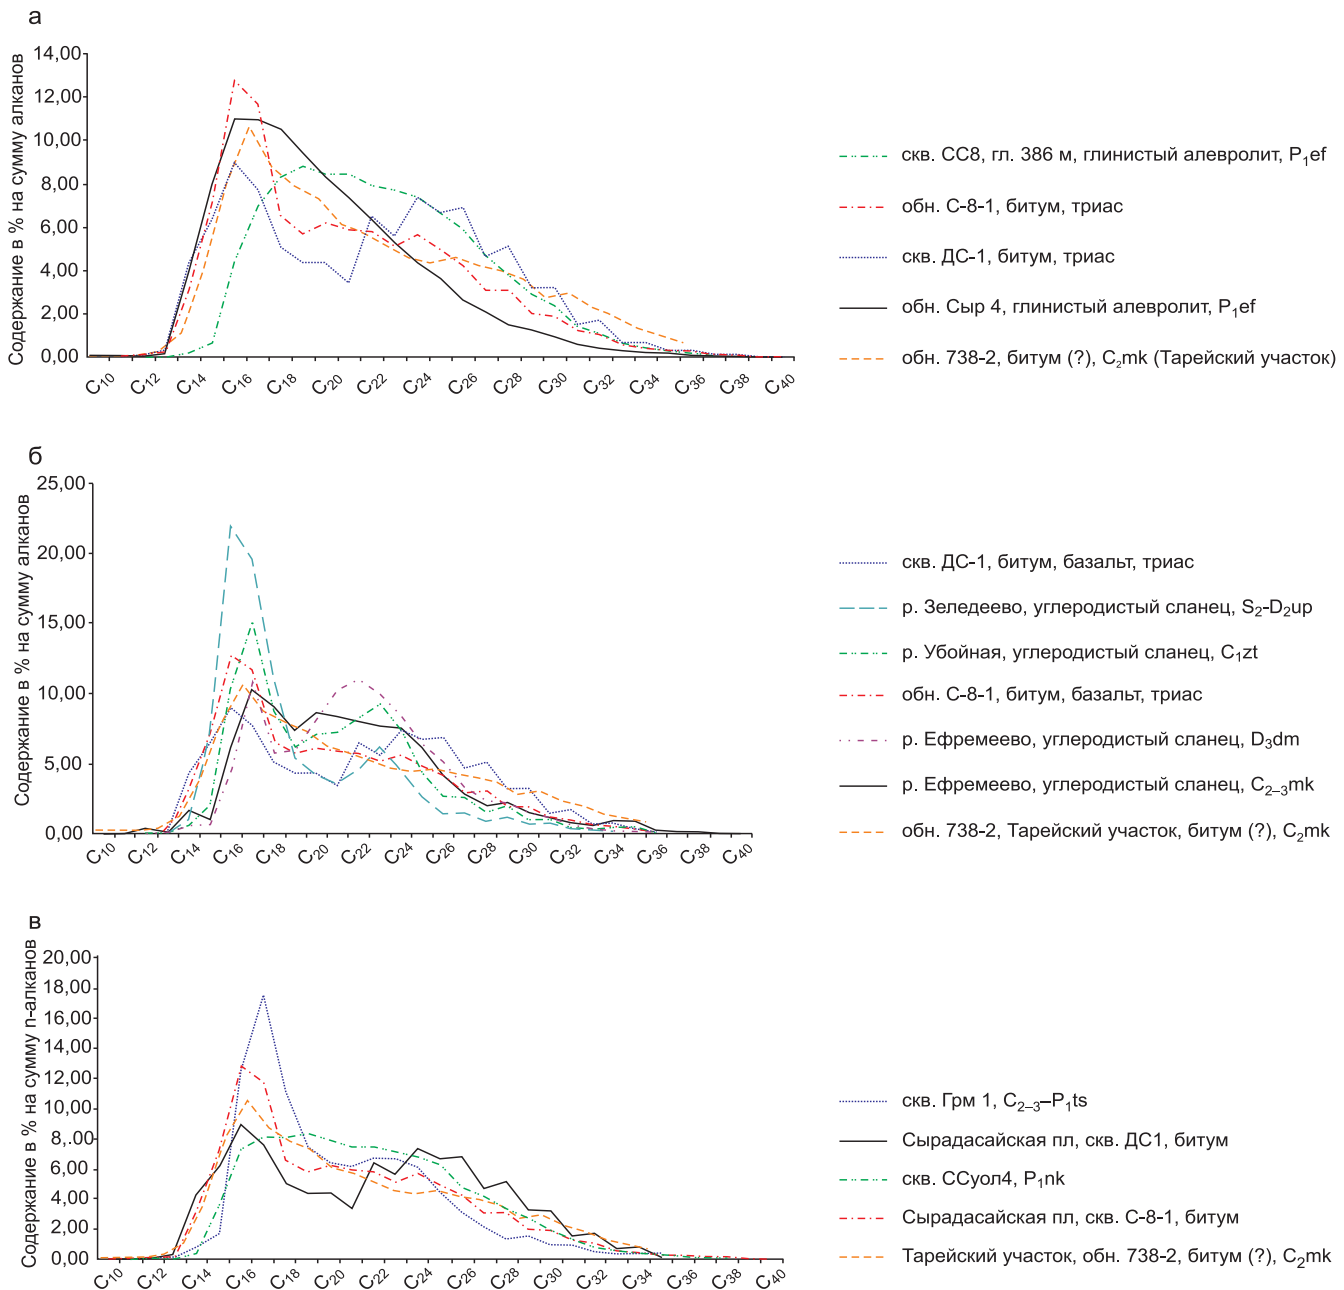 а
Содержание в % на сумму алканов
14,00
12,00
10,00
8,00
6,00
4,00
2,00
0,00
C10 C12 C14 C16 C18 C20 C22 C24 C26 C28 C30 C32 C34 C36 C38 C40
скв. СС8, гл. 386 м, глинистый алевролит, P1ef
обн. С-8-1, битум, триас
скв. ДС-1, битум, триас
обн. Сыр 4, глинистый алевролит, P1ef
обн. 738-2, битум (?), C2mk (Тарейский участок)
б
Содержание в % на сумму алканов
25,00
20,00
15,00
10,00
5,00
0,00
C10 C12 C14 C16 C18 C20 C22 C24 C26 C28 C30 C32 C34 C36 C38 C40
скв. ДС-1, битум, базальт, триас
р. Зеледеево, углеродистый сланец, S2-D2up
р. Убойная, углеродистый сланец, C1zt
обн. С-8-1, битум, базальт, триас
р. Ефремеево, углеродистый сланец, D3dm
р. Ефремеево, углеродистый сланец, C2–3mk
обн. 738-2, Тарейский участок, битум (?), C2mk
в
Содержание в % на сумму n-алканов
20,00
18,00
16,00
14,00
12,00
10,00
8,00
6,00
4,00
2,00
0,00
C10 C12 C14 C16 C18 C20 C22 C24 C26 C28 C30 C32 C34 C36 C38 C40
скв. Грм 1, C2–3–P1ts
Сырадасайская пл, скв. ДС1, битум
скв. ССуол4, P1nk
Сырадасайская пл, скв. С-8-1, битум
Тарейский участок, обн. 738-2, битум (?), C2mk